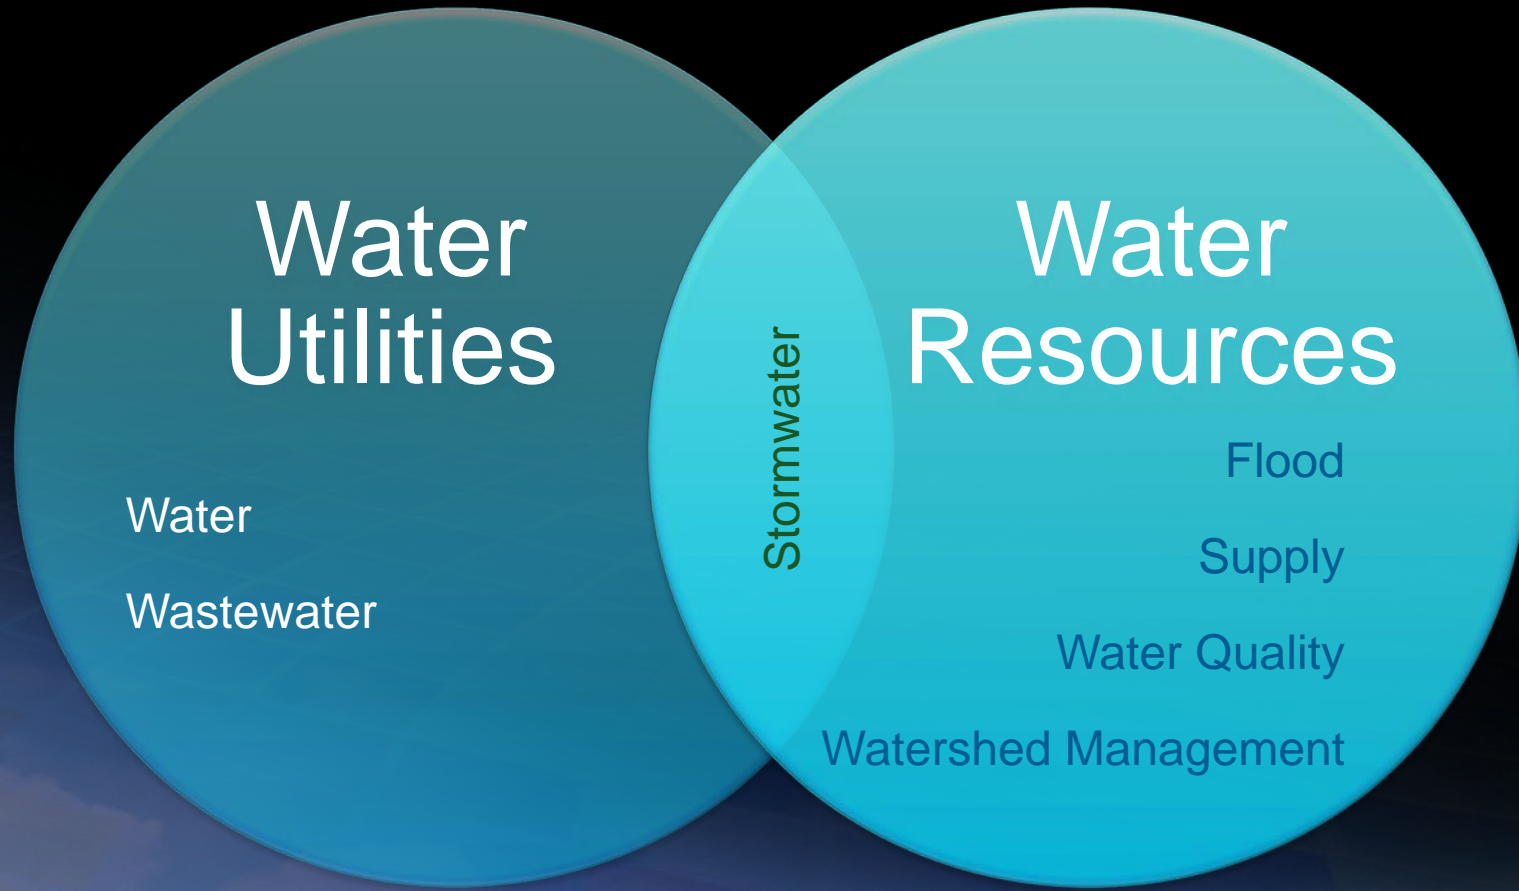 Water
Utilities
Water
Wastewater
Stormwater
Water
Resources
Flood
Supply
Water Quality
Watershed Management